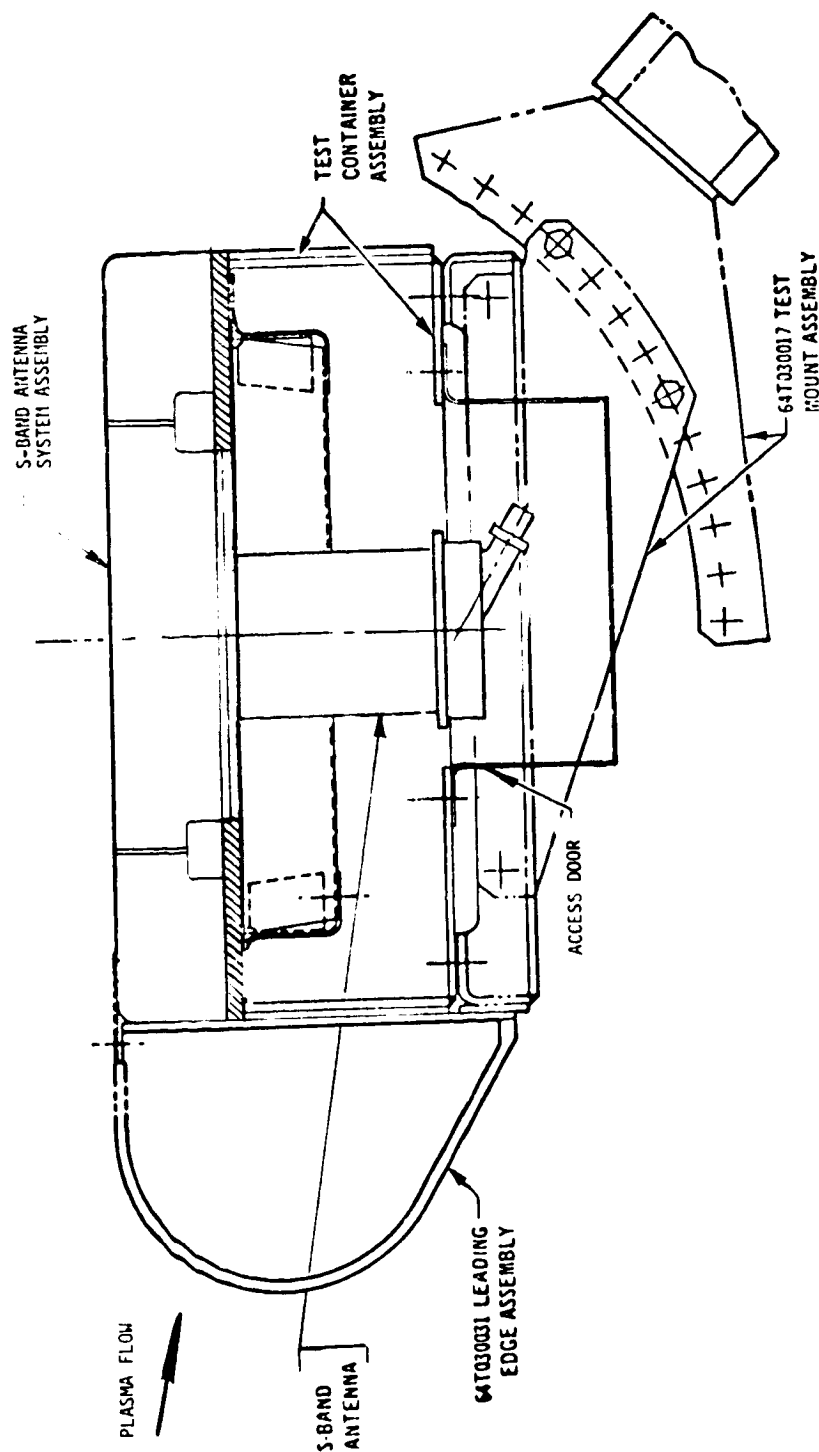 S-BAND ANTENNA
SYSTEM ASSEMBLY
TEST
CONTAINER
ASSEMBLY
PLASMA FLOW
S-BAND
ANTENNA
64T030031 LEADING
EDGE ASSEMBLY
ACCESS DOOR
64T030017 TEST
MOUNT ASSEMBLY